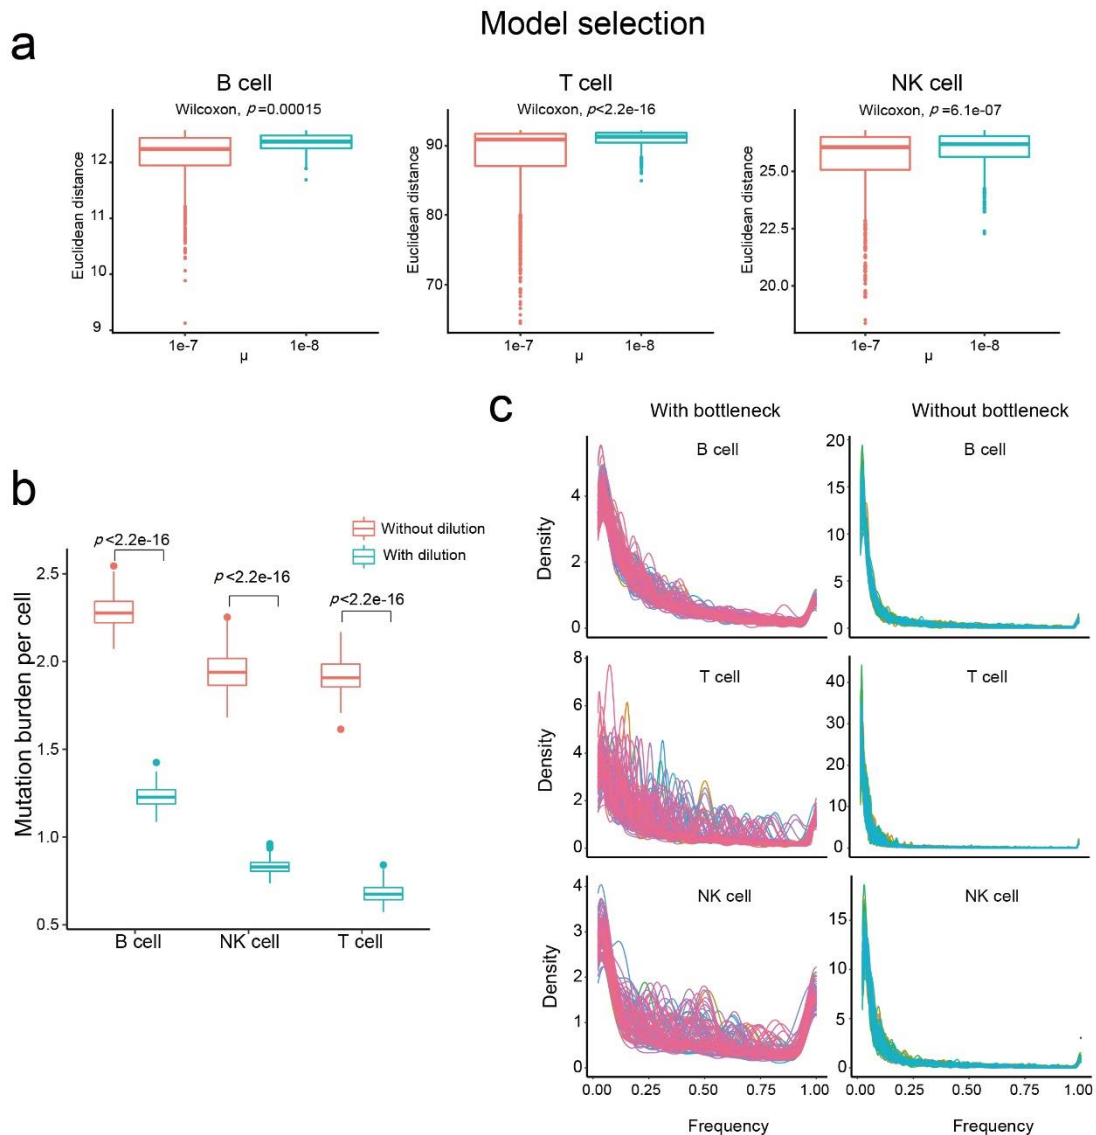 Model selection
a
B cell
T cell
NK cell
Wilcoxon, p=0.00015
Wilcoxon, p<2.2e-16
Wilcoxon, p=6.1e-07
Euclidean distance
12
11
10
9
1e-7
1e-8
μ
Euclidean distance
90
80
70
1e-7
1e-8
μ
Euclidean distance
25.0
22.5
20.0
1e-7
1e-8
μ
b
Without dilution
With dilution
p<2.2e-16
p<2.2e-16
p<2.2e-16
Mutation burden per cell
2.5
2.0
1.5
1.0
0.5
B cell
NK cell
T cell
c
With bottleneck
Without bottleneck
B cell
B cell
Density
4
2
0
20
15
10
5
0
T cell
T cell
Density
8
6
4
2
0
40
30
20
10
0
NK cell
NK cell
Density
4
3
2
1
0
15
10
5
0
0.00
0.25
0.50
0.75
1.00
0.00
0.25
0.50
0.75
1.00
Frequency
Frequency